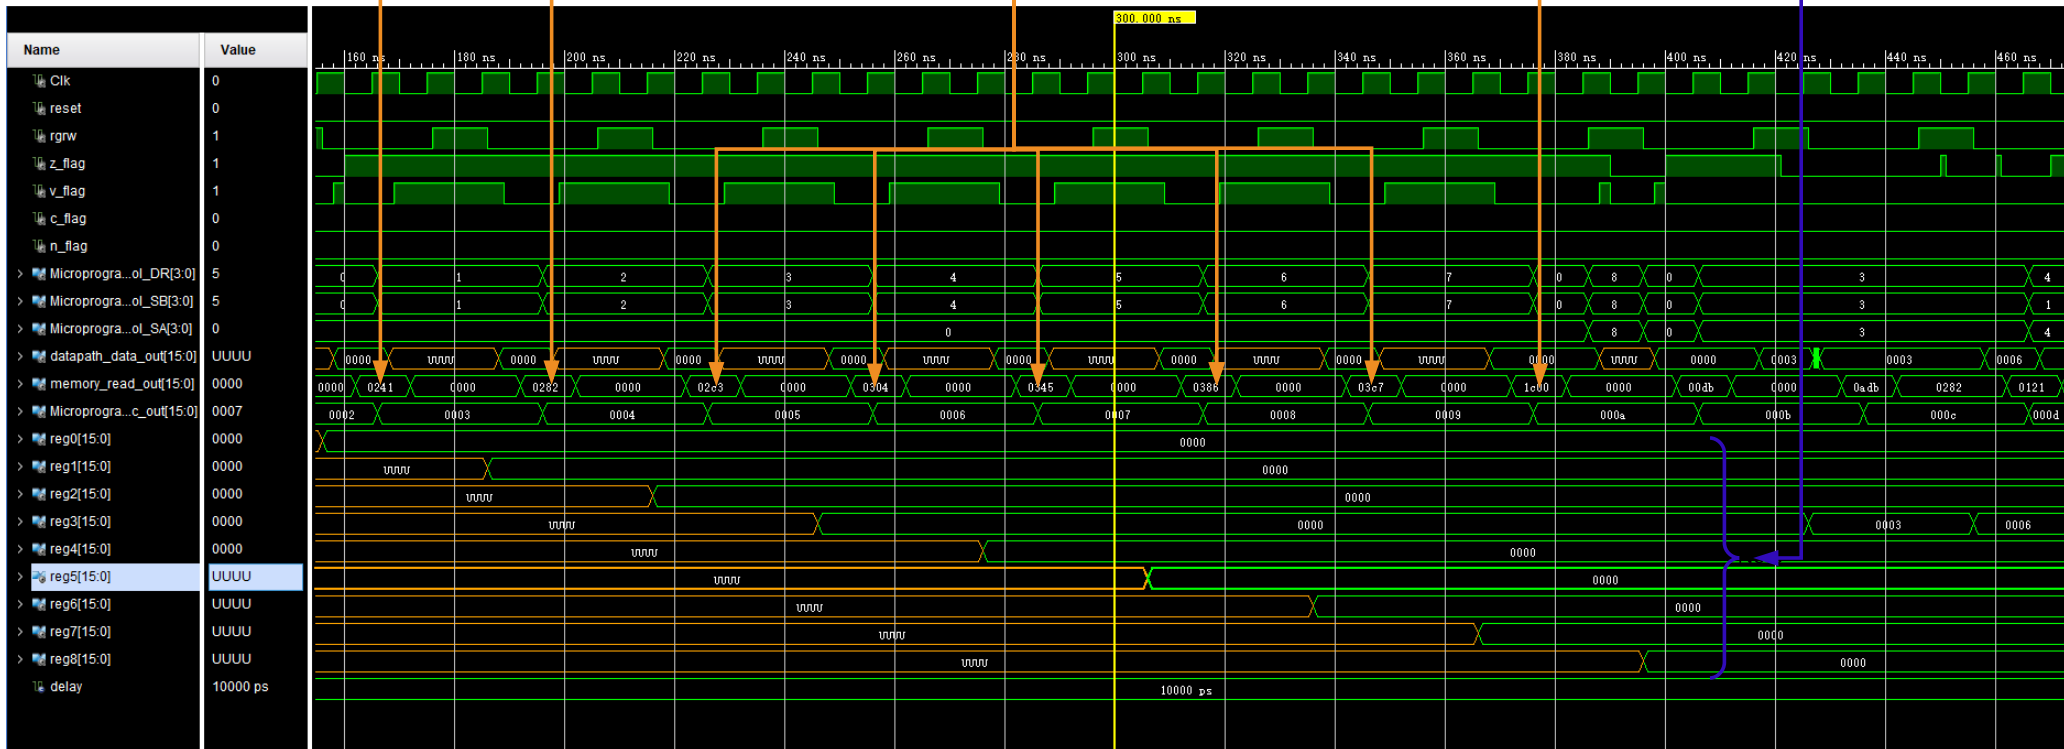 300.000 ns
Name Value
160 ns 180 ns 200 ns 220 ns 240 ns 260 ns 280 ns 300 ns 320 ns 340 ns 360 ns 380 ns 400 ns 420 ns 440 ns 460 ns
Clk 0
reset 0
rgrw 1
z_flag 1
v_flag 1
c_flag 0
n_flag 0
Microprogra...ol_DR[3:0] 5 0 1 2 3 4 5 6 7 0 8 0 3 4
Microprogra...ol_SB[3:0] 5 0 1 2 3 4 5 6 7 0 8 0 3 1
Microprogra...ol_SA[3:0] 0 0 8 0 3 4
datapath_data_out[15:0] UUUU 0000 UUUU 0000 UUUU 0000 UUUU 0000 UUUU 0000 UUUU 0000 UUUU 0000 UUUU 0000 UUUU 0000 0003 0003 0006
memory_read_out[15:0] 0000 0000 0241 0000 0282 0000 02c3 0000 0304 0000 0345 0000 0386 0000 03c7 0000 1c00 0000 00db 0000 0adb 0282 0121
Microprogra...c_out[15:0] 0007 0002 0003 0004 0005 0006 0007 0008 0009 000a 000b 000c 000d
reg0[15:0] 0000 0000
reg1[15:0] 0000 UUUU 0000
reg2[15:0] 0000 UUUU 0000
reg3[15:0] 0000 UUUU 0000 0003 0006
reg4[15:0] 0000 UUUU 0000
reg5[15:0] UUUU UUUU 0000
reg6[15:0] UUUU UUUU 0000
reg7[15:0] UUUU UUUU 0000
reg8[15:0] UUUU UUUU 0000
delay 10000 ps 10000 ps